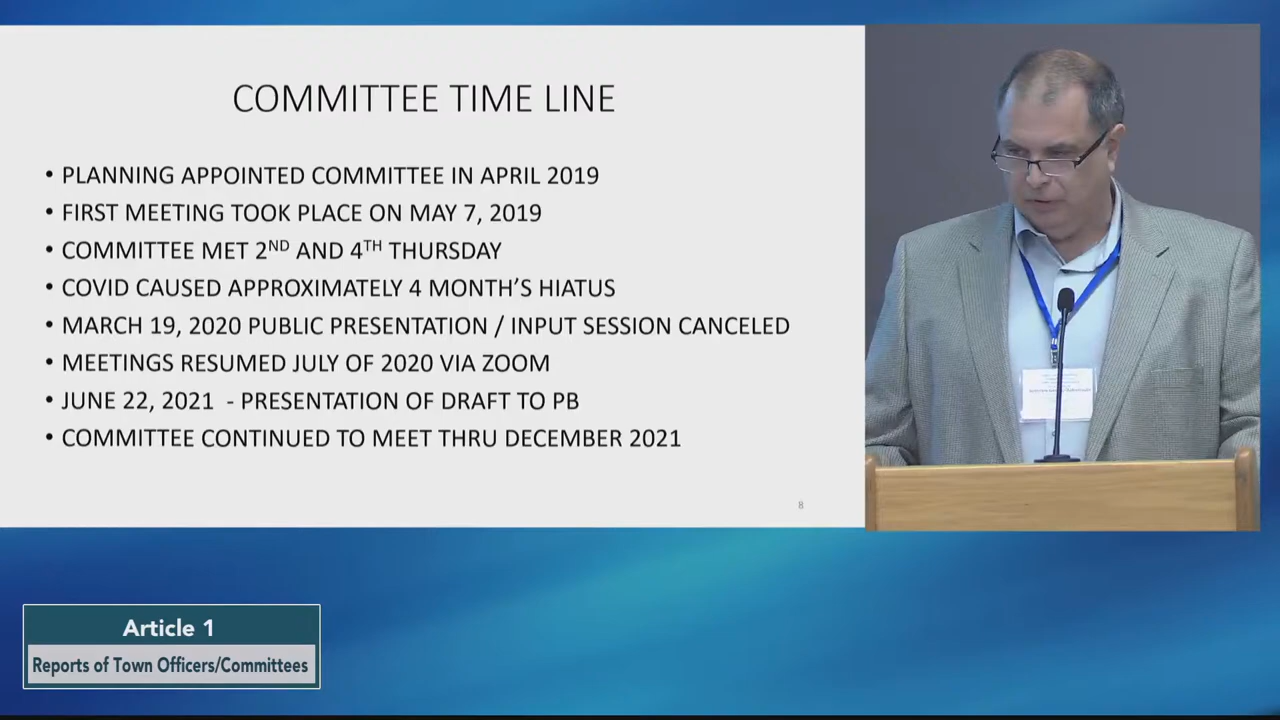 COMMITTEE TIME LINE
• PLANNING APPOINTED COMMITTEE IN APRIL 2019
• FIRST MEETING TOOK PLACE ON MAY 7, 2019
• COMMITTEE MET 2ND AND 4TH THURSDAY
• COVID CAUSED APPROXIMATELY 4 MONTH'S HIATUS
• MARCH 19, 2020 PUBLIC PRESENTATION / INPUT SESSION CANCELED
• MEETINGS RESUMED JULY OF 2020 VIA ZOOM
• JUNE 22, 2021 - PRESENTATION OF DRAFT TO PB
• COMMITTEE CONTINUED TO MEET THRU DECEMBER 2021
8
Article 1
Reports of Town Officers/Committees